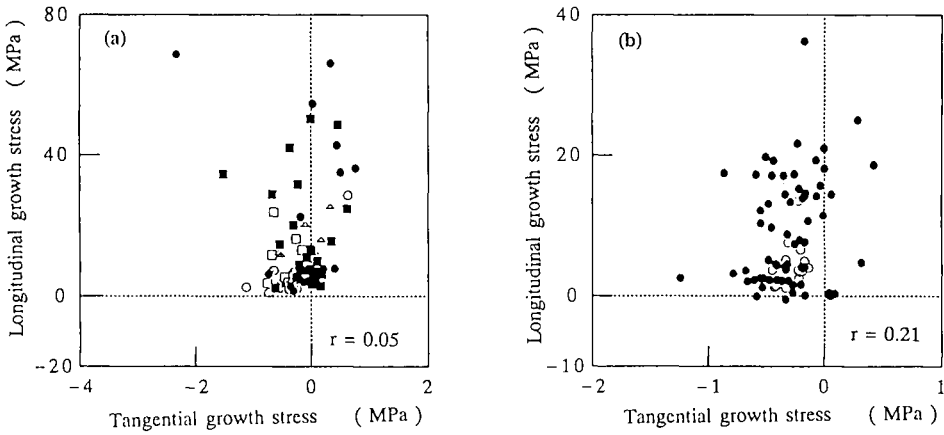 80
(a)
40
0
−20
−4
−2
0
2
r = 0.05
Longitudinal growth stress ( MPa )
Tangential growth stress ( MPa )
40
(b)
20
0
−10
−2
−1
0
1
r = 0.21
Longitudinal growth stress ( MPa )
Tangential growth stress ( MPa )